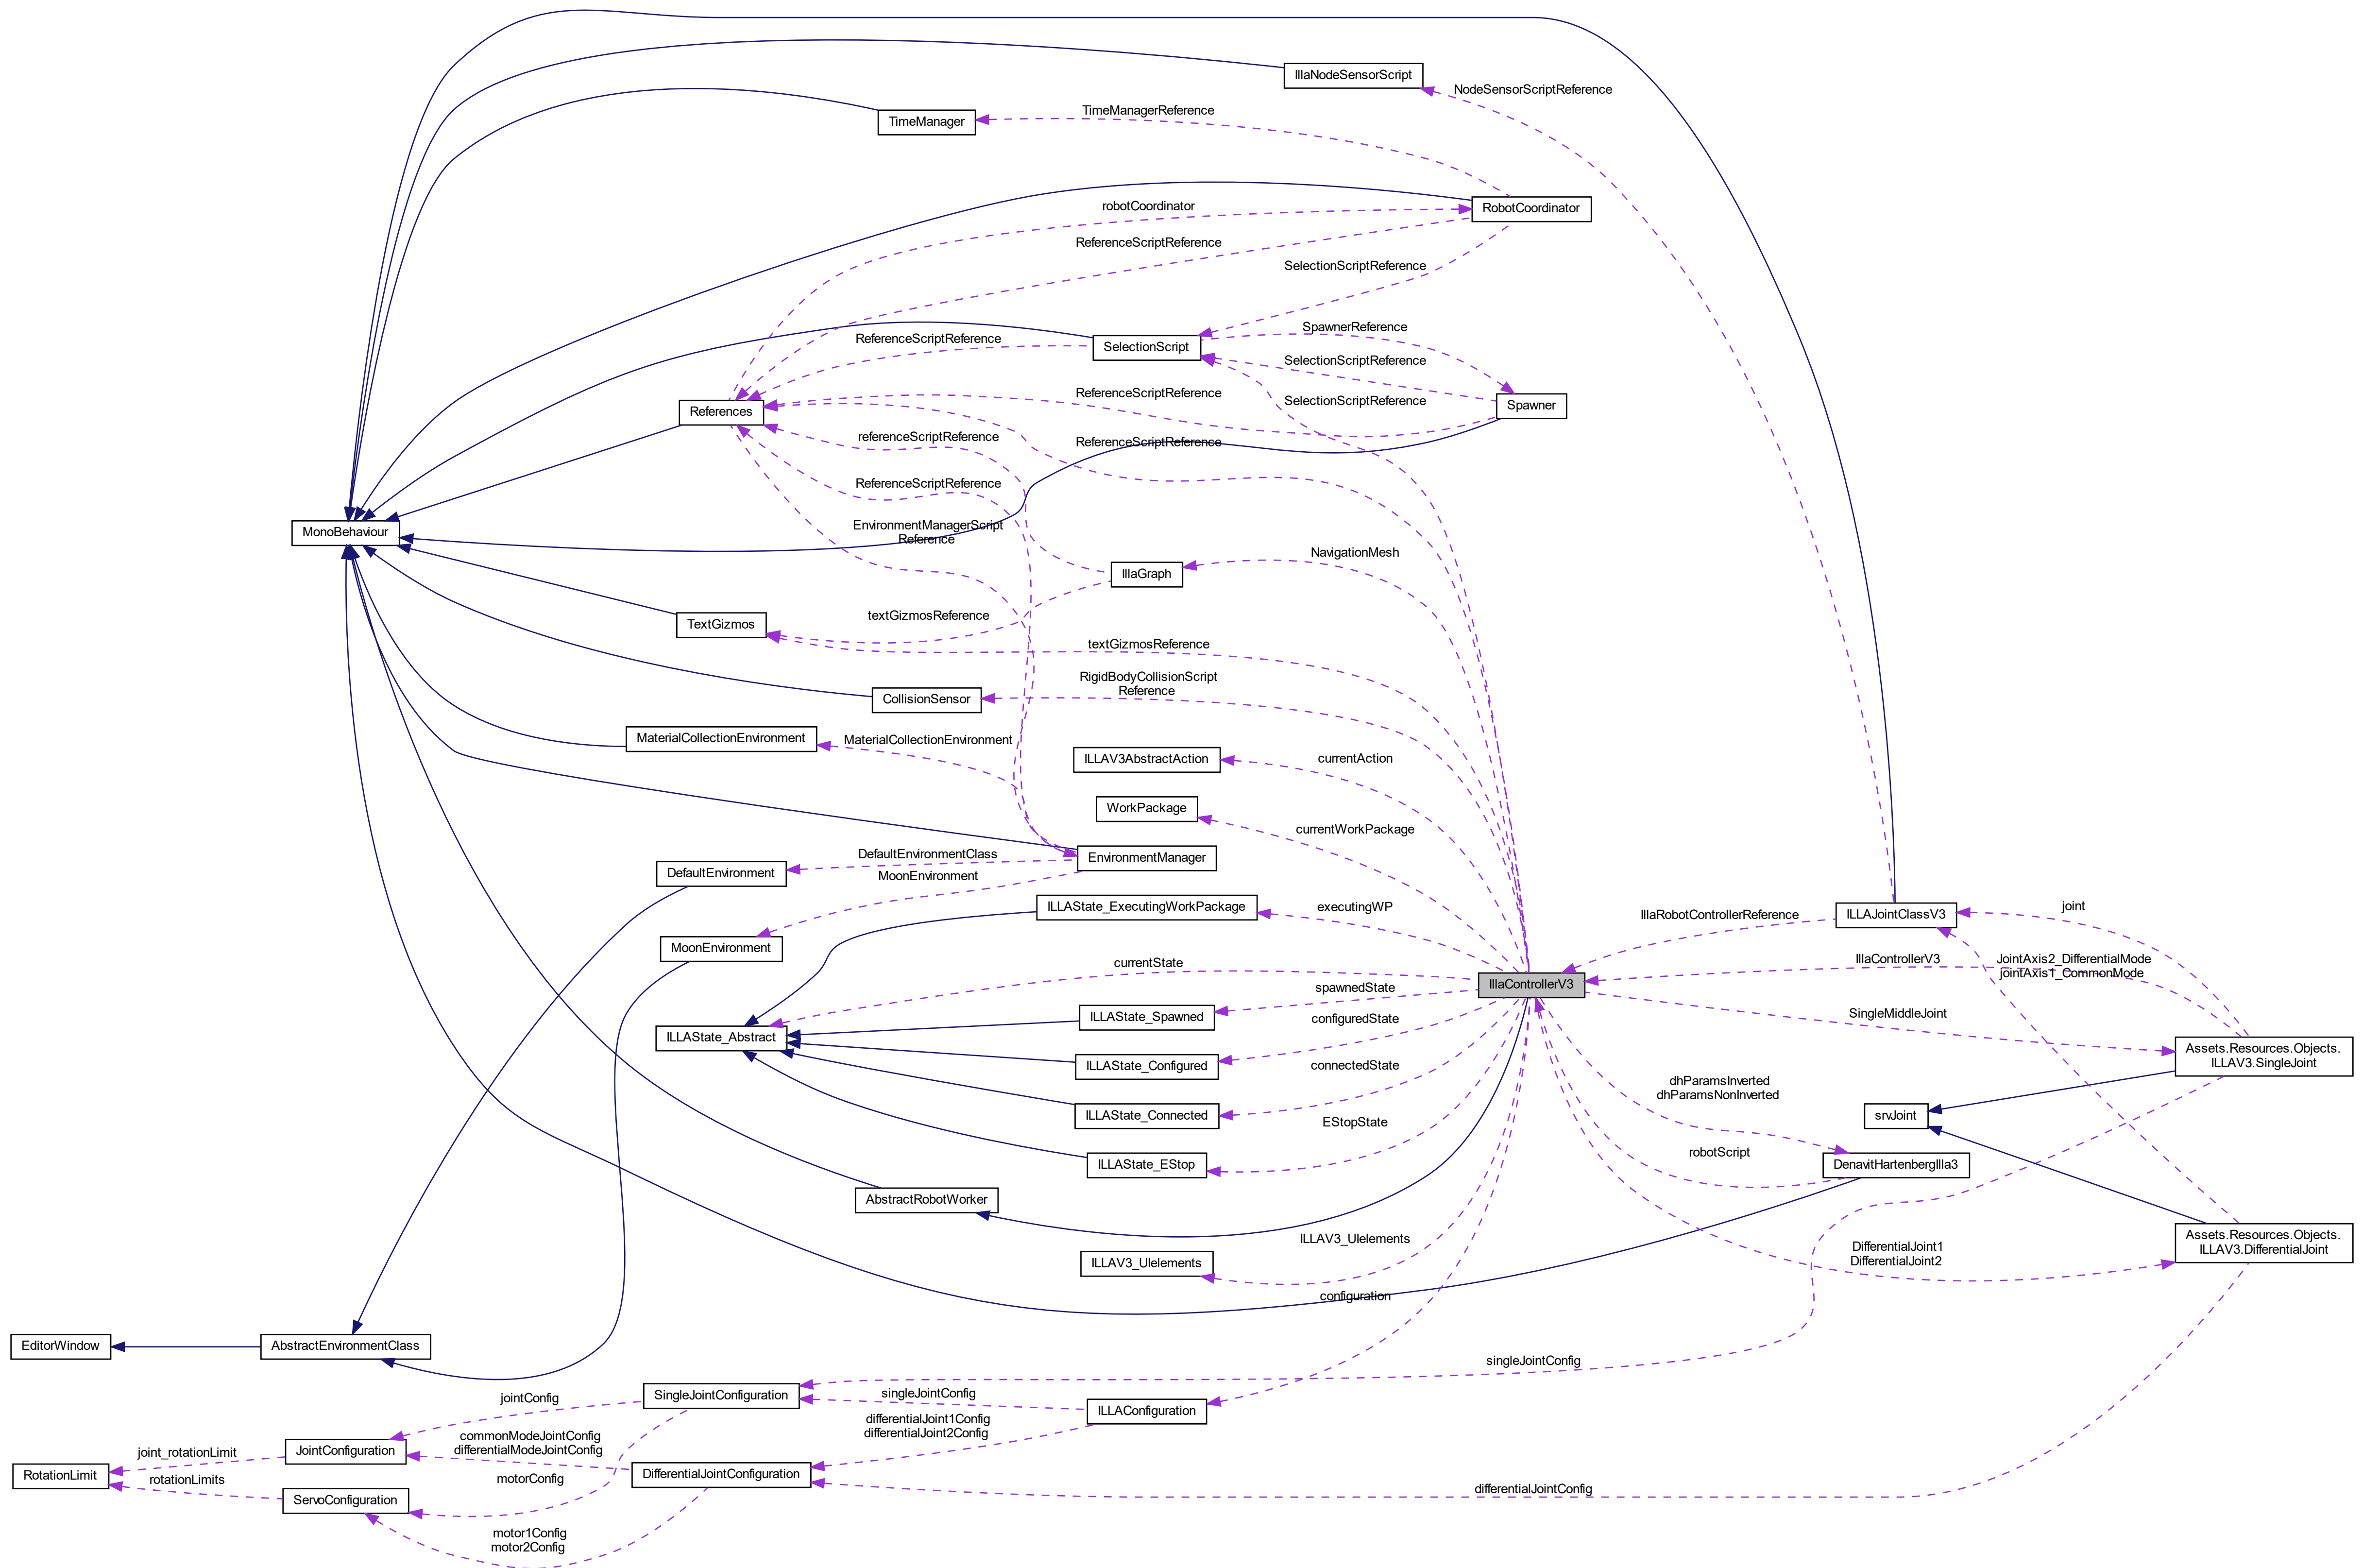 IllaNodeSensorScript
NodeSensorScriptReference
TimeManager
TimeManagerReference
RobotCoordinator
robotCoordinator
ReferenceScriptReference
SelectionScriptReference
SpawnerReference
SelectionScript
ReferenceScriptReference
SelectionScriptReference
Spawner
ReferenceScriptReference
SelectionScriptReference
References
referenceScriptReference
ReferenceScriptReference
ReferenceScriptReference
EnvironmentManagerScript
Reference
MonoBehaviour
NavigationMesh
IllaGraph
textGizmosReference
TextGizmos
textGizmosReference
RigidBodyCollisionScript
Reference
CollisionSensor
MaterialCollectionEnvironment
MaterialCollectionEnvironment
ILLAV3AbstractAction
currentAction
WorkPackage
currentWorkPackage
DefaultEnvironmentClass
EnvironmentManager
DefaultEnvironment
MoonEnvironment
ILLAState_ExecutingWorkPackage
executingWP
ILLAJointClassV3
joint
IllaRobotControllerReference
MoonEnvironment
currentState
IllaControllerV3
JointAxis2_DifferentialMode
jointAxis1_CommonMode
IllaControllerV3
spawnedState
ILLAState_Spawned
configuredState
SingleMiddleJoint
ILLAState_Abstract
Assets.Resources.Objects.
ILLAV3.SingleJoint
ILLAState_Configured
connectedState
dhParamsInverted
dhParamsNonInverted
ILLAState_Connected
srvJoint
EStopState
robotScript
ILLAState_EStop
DenavitHartenbergIlla3
AbstractRobotWorker
ILLAV3_UIelements
Assets.Resources.Objects.
ILLAV3.DifferentialJoint
DifferentialJoint1
DifferentialJoint2
ILLAV3_UIelements
configuration
EditorWindow
AbstractEnvironmentClass
singleJointConfig
SingleJointConfiguration
singleJointConfig
jointConfig
ILLAConfiguration
differentialJoint1Config
differentialJoint2Config
commonModeJointConfig
differentialModeJointConfig
JointConfiguration
joint_rotationLimit
RotationLimit
rotationLimits
DifferentialJointConfiguration
motorConfig
differentialJointConfig
ServoConfiguration
motor1Config
motor2Config